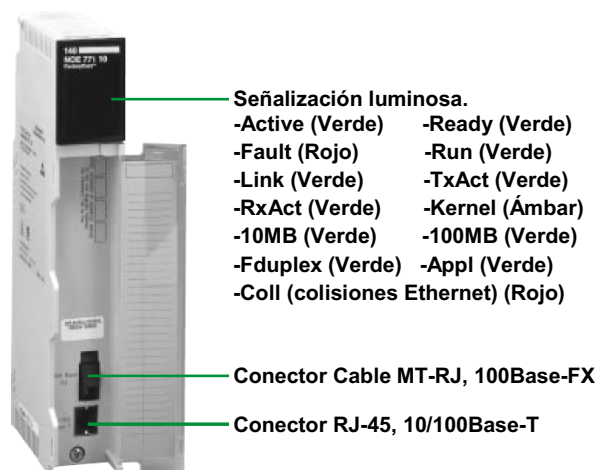 140
NOE 771 10
Señalización luminosa.
-Active (Verde) -Ready (Verde)
-Fault (Rojo) -Run (Verde)
-Link (Verde) -TxAct (Verde)
-RxAct (Verde) -Kernel (Ámbar)
-10MB (Verde) -100MB (Verde)
-Fduplex (Verde) -Appl (Verde)
-Coll (colisiones Ethernet) (Rojo)
Conector Cable MT-RJ, 100Base-FX
Conector RJ-45, 10/100Base-T